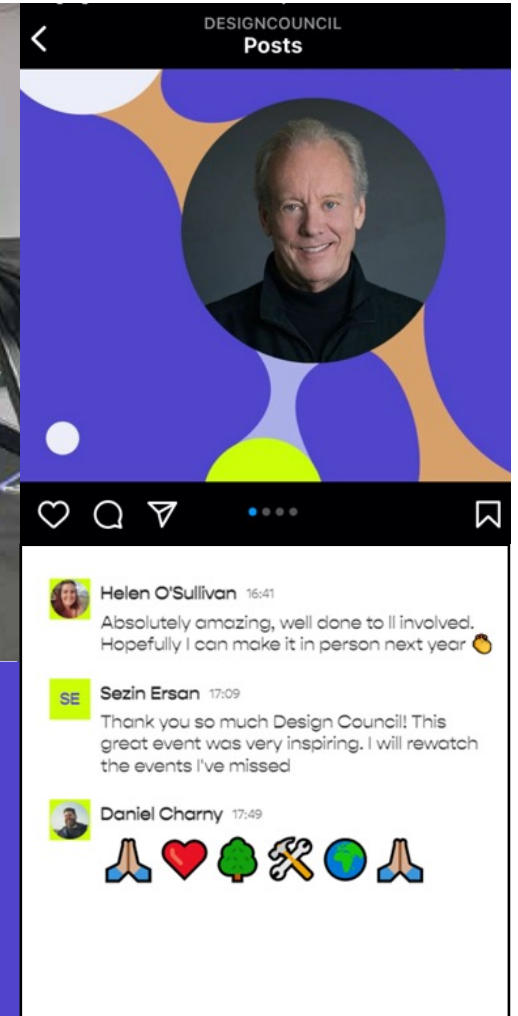 DESIGNCOUNCIL
Posts
Helen O'Sullivan 16:41
Absolutely amazing, well done to ll involved.
Hopefully I can make it in person next year 👏
SE
Sezin Ersan 17:09
Thank you so much Design Council! This
great event was very inspiring. I will rewatch
the events I've missed
Daniel Charny 17:49
🙏❤️🌳🛠️🌍🙏